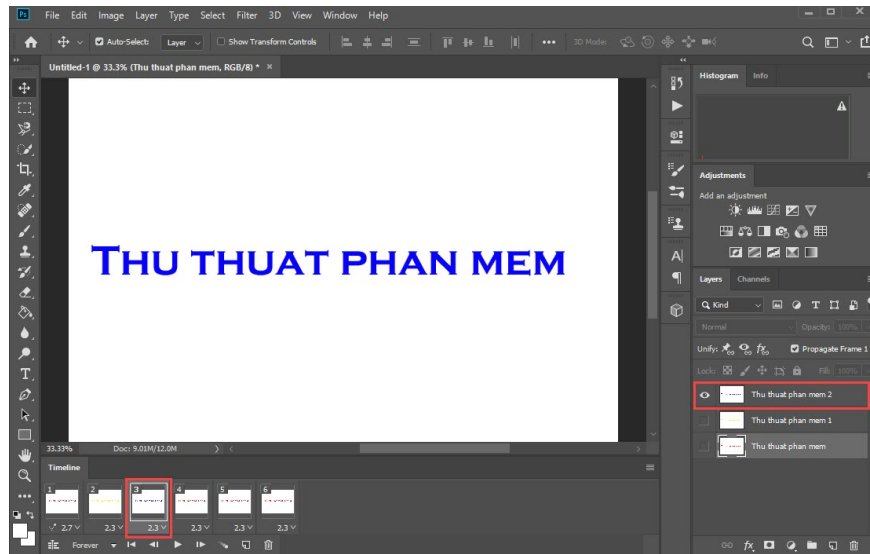 Ps File Edit Image Layer Type Select Filter 3D View Window Help
Auto-Select: Layer Show Transform Controls 3D Mode:
Untitled-1 @ 33.3% (Thu thuat phan mem, RGB/8) * ×
Histogram Info
Adjustments
Add an adjustment
THU THUAT PHAN MEM
Layers Channels
Kind
Normal Opacity: 100%
Unify: Propagate Frame 1
Lock: Fill: 100%
Thu thuat phan mem 2
Thu thuat phan mem 1
Thu thuat phan mem
33.33% Doc: 9.01M/12.0M
Timeline
1 2 3 4 5 6
2.7 2.3 2.3 2.3 2.3 2.3
Forever